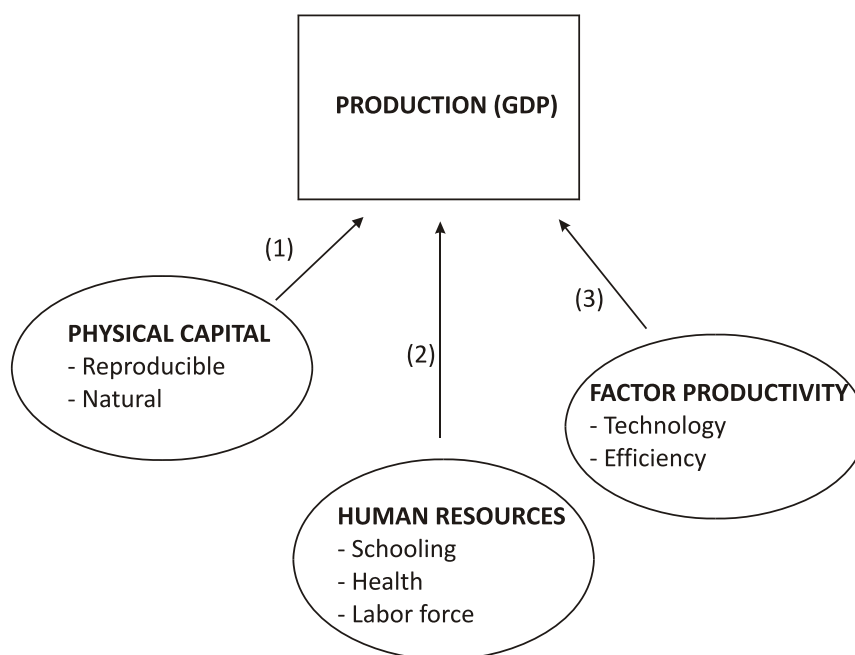 PRODUCTION (GDP)
(1)
(2)
(3)
PHYSICAL CAPITAL
- Reproducible
- Natural
FACTOR PRODUCTIVITY
- Technology
- Efficiency
HUMAN RESOURCES
- Schooling
- Health
- Labor force